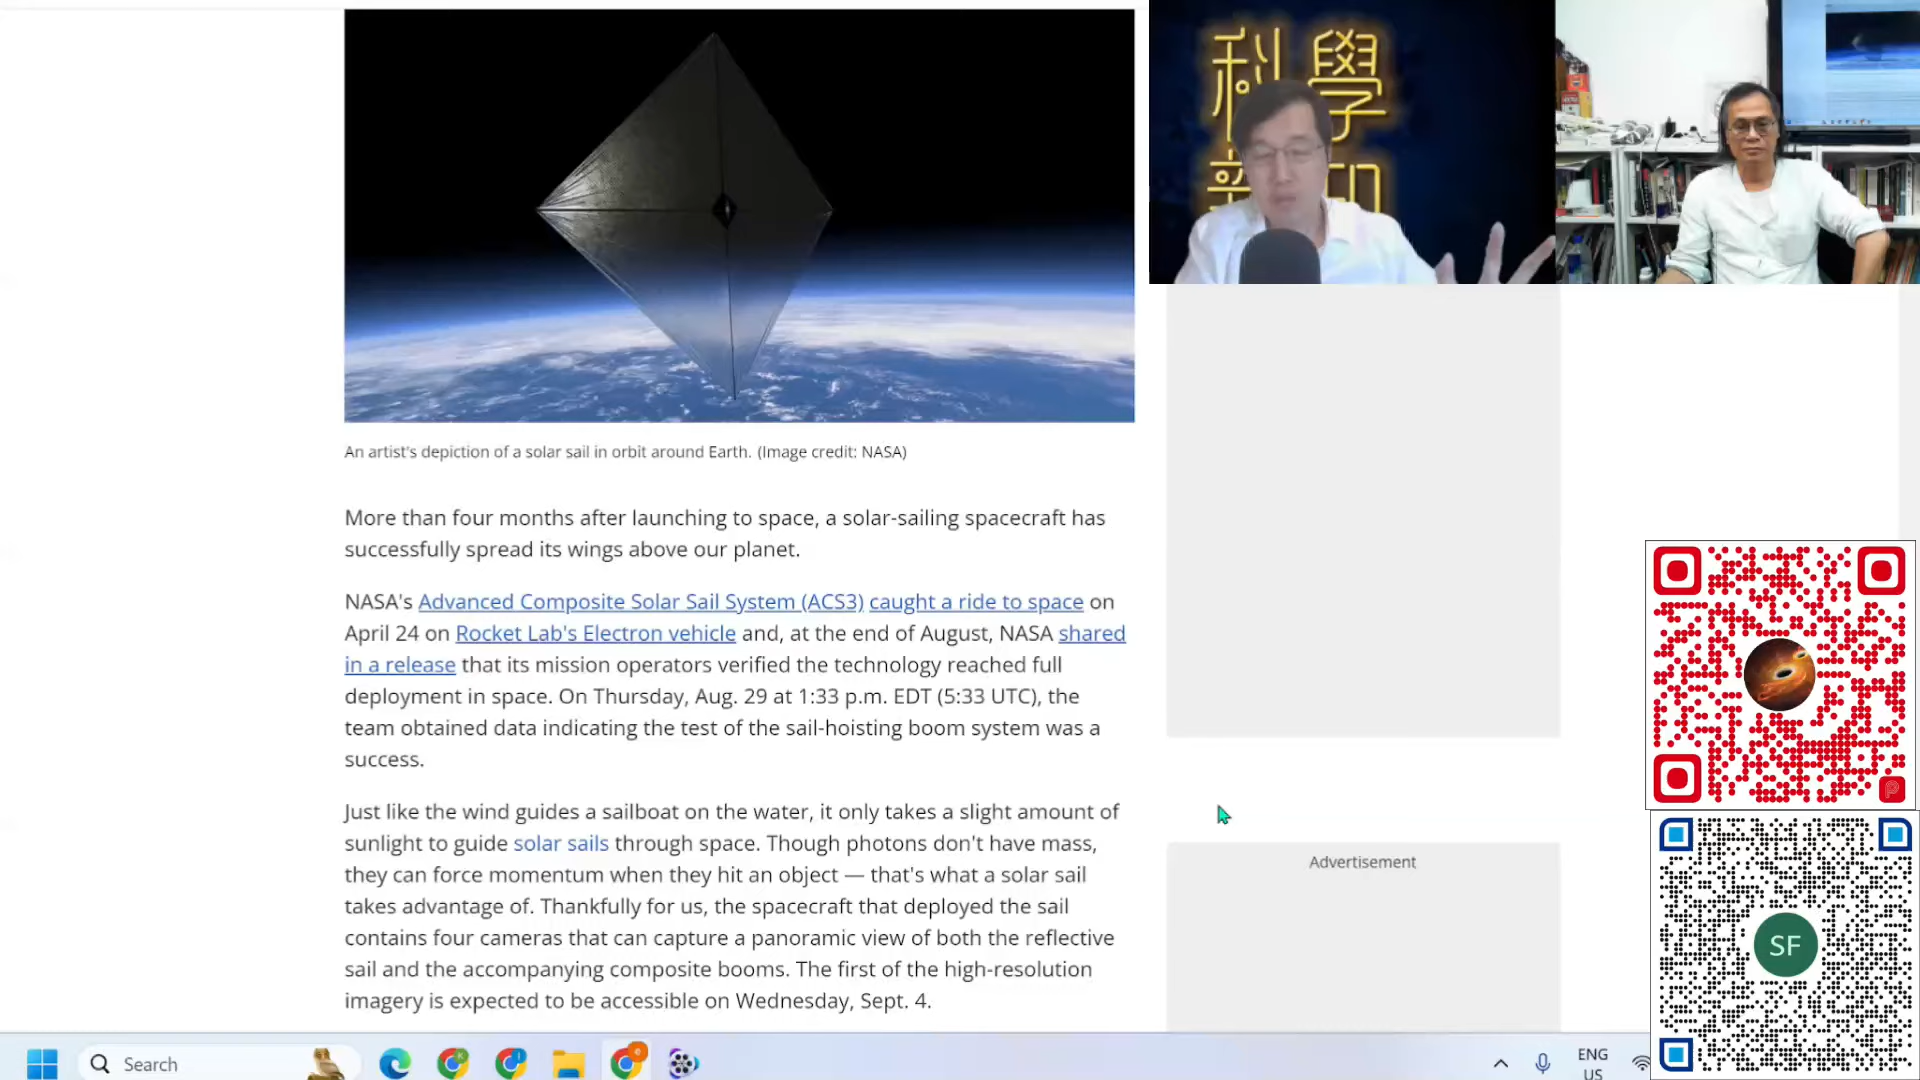 科學
An artist's depiction of a solar sail in orbit around Earth. (Image credit: NASA)
More than four months after launching to space, a solar-sailing spacecraft has
successfully spread its wings above our planet.
NASA's Advanced Composite Solar Sail System (ACS3) caught a ride to space on
April 24 on Rocket Lab's Electron vehicle and, at the end of August, NASA shared
in a release that its mission operators verified the technology reached full
deployment in space. On Thursday, Aug. 29 at 1:33 p.m. EDT (5:33 UTC), the
team obtained data indicating the test of the sail-hoisting boom system was a
success.
Just like the wind guides a sailboat on the water, it only takes a slight amount of
sunlight to guide solar sails through space. Though photons don't have mass,
they can force momentum when they hit an object — that's what a solar sail
takes advantage of. Thankfully for us, the spacecraft that deployed the sail
contains four cameras that can capture a panoramic view of both the reflective
sail and the accompanying composite booms. The first of the high-resolution
imagery is expected to be accessible on Wednesday, Sept. 4.
Advertisement
SF
Search
ENG
US